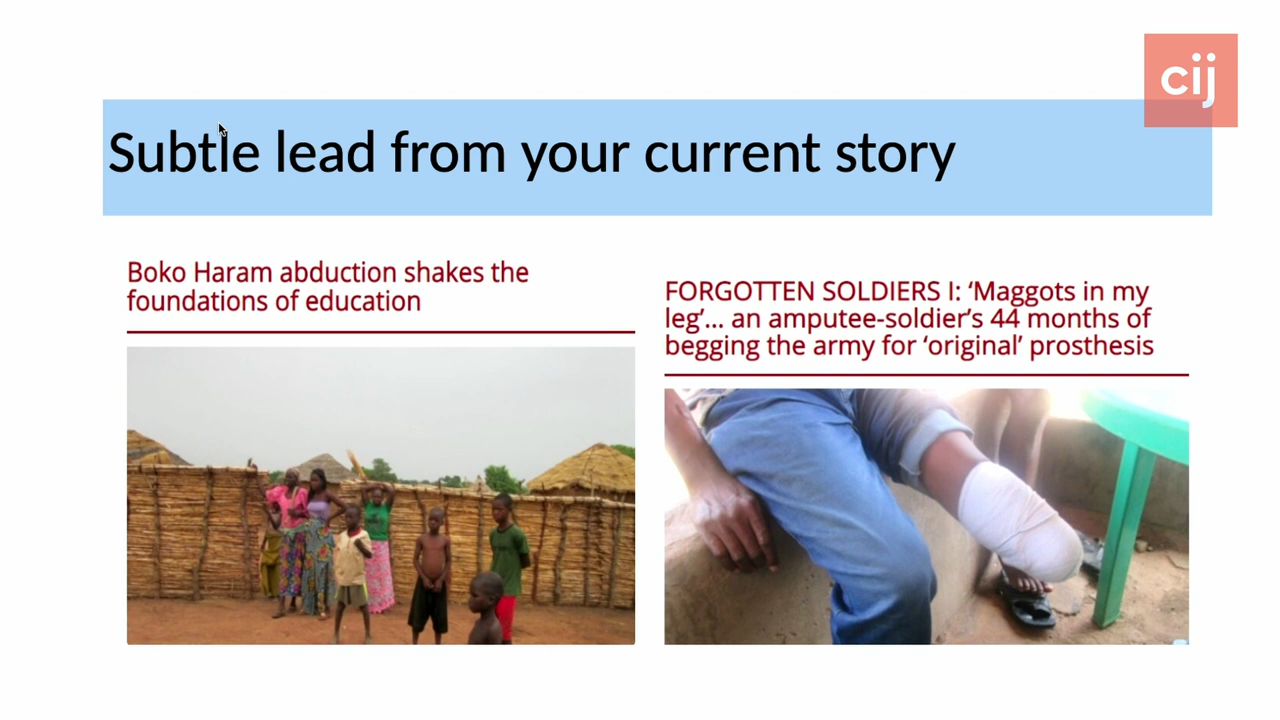 cij
Subtle lead from your current story
Boko Haram abduction shakes the
foundations of education
FORGOTTEN SOLDIERS I: ‘Maggots in my
leg’... an amputee-soldier’s 44 months of
begging the army for ‘original’ prosthesis